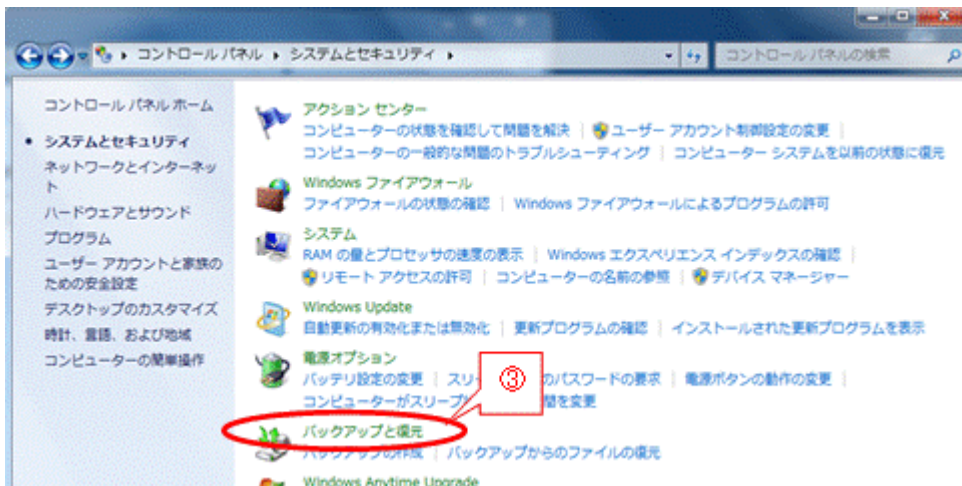 コントロール パネル ▸ システムとセキュリティ ▸
コントロール パネルの検索
コントロール パネル ホーム
• システムとセキュリティ
ネットワークとインターネッ
ト
ハードウェアとサウンド
プログラム
ユーザー アカウントと家族の
ための安全設定
デスクトップのカスタマイズ
時計、言語、および地域
コンピューターの簡単操作
アクション センター
コンピューターの状態を確認して問題を解決 | ユーザー アカウント制御設定の変更 |
コンピューターの一般的な問題のトラブルシューティング | コンピューター システムを以前の状態に復元
Windows ファイアウォール
ファイアウォールの状態の確認 | Windows ファイアウォールによるプログラムの許可
システム
RAM の量とプロセッサの速度の表示 | Windows エクスペリエンス インデックスの確認 |
リモート アクセスの許可 | コンピューターの名前の参照 | デバイス マネージャー
Windows Update
自動更新の有効化または無効化 | 更新プログラムの確認 | インストールされた更新プログラムを表示
電源オプション
バッテリ設定の変更 | スリ ③ のパスワードの要求 | 電源ボタンの動作の変更 |
コンピューターがスリープ 間を変更
バックアップと復元
バックアップの作成 | バックアップからのファイルの復元
Windows Anytime Upgrade